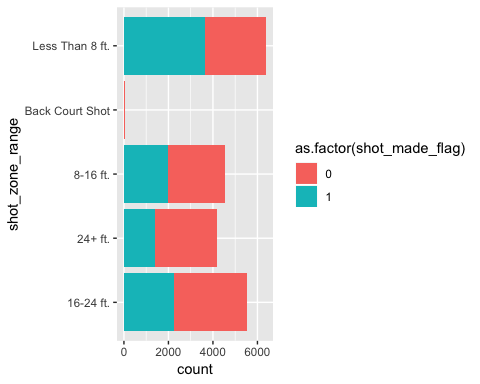 shot_zone_range
Less Than 8 ft.
Back Court Shot
8-16 ft.
24+ ft.
16-24 ft.
0 2000 4000 6000
count
as.factor(shot_made_flag)
0
1